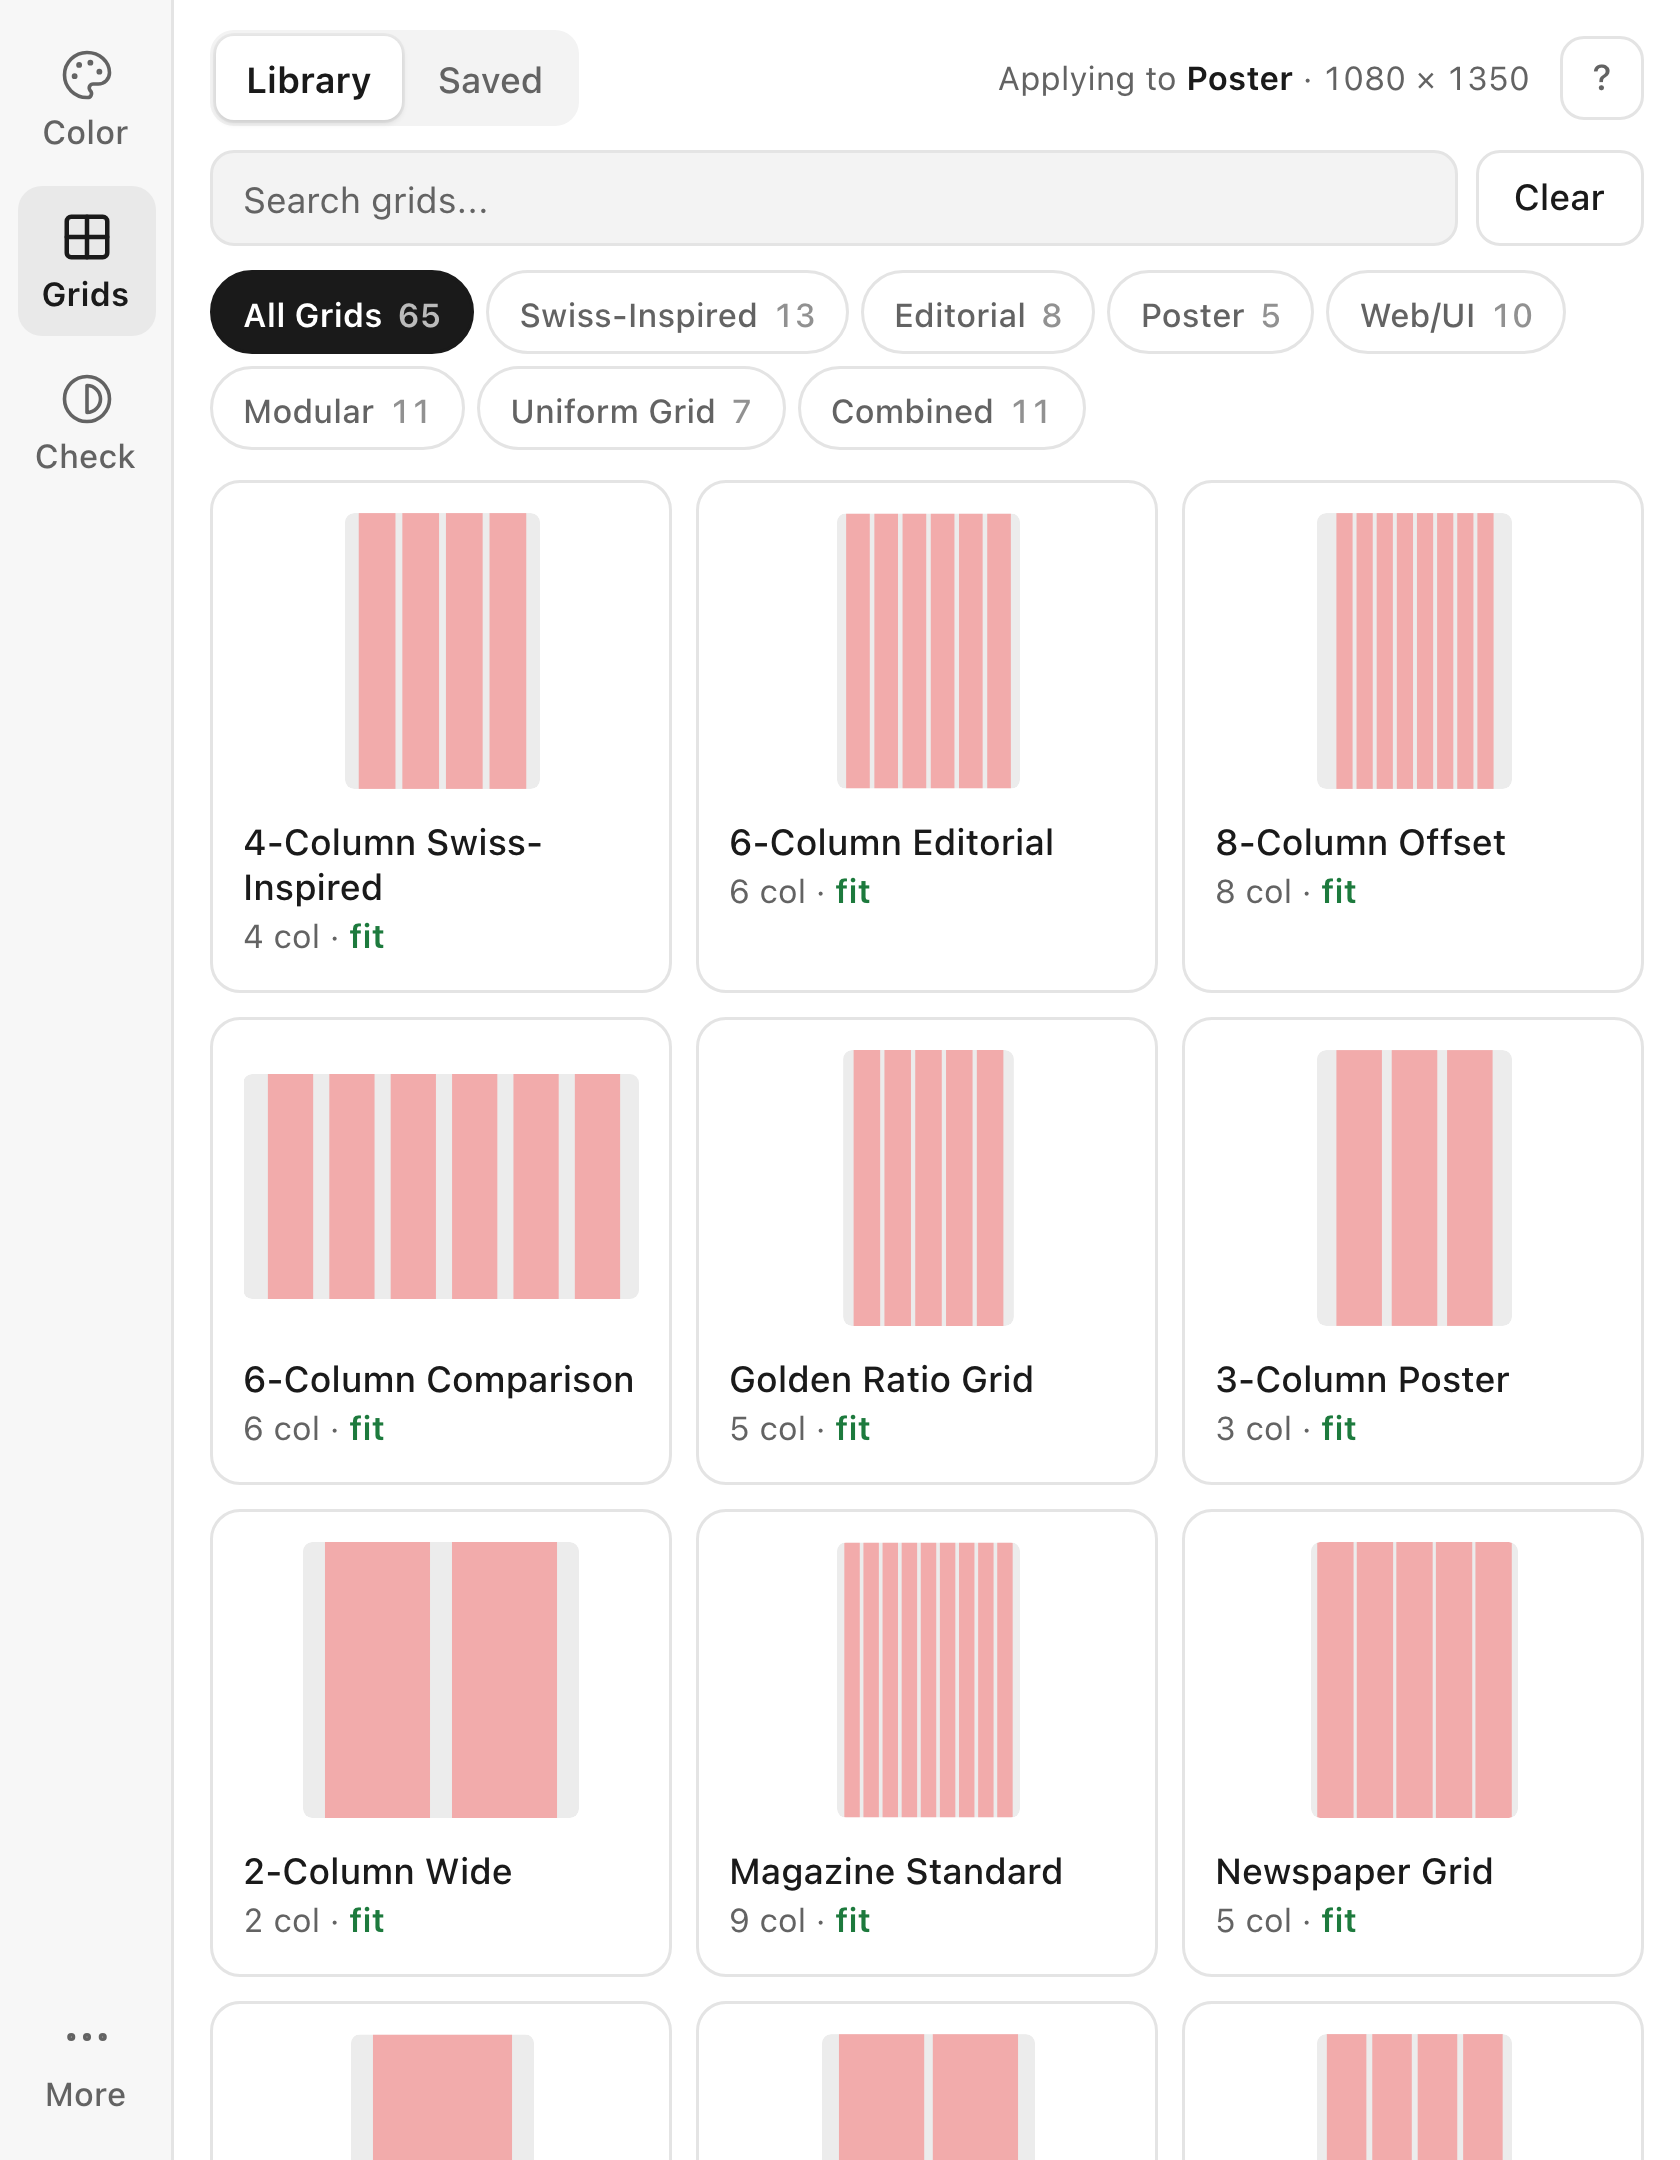 Color
Grids
Check
More
Library Saved
Applying to Poster · 1080 × 1350 ?
Search grids...
Clear
All Grids 65 Swiss-Inspired 13 Editorial 8 Poster 5 Web/UI 10
Modular 11 Uniform Grid 7 Combined 11
4-Column Swiss-
Inspired
4 col · fit
6-Column Editorial
6 col · fit
8-Column Offset
8 col · fit
6-Column Comparison
6 col · fit
Golden Ratio Grid
5 col · fit
3-Column Poster
3 col · fit
2-Column Wide
2 col · fit
Magazine Standard
9 col · fit
Newspaper Grid
5 col · fit